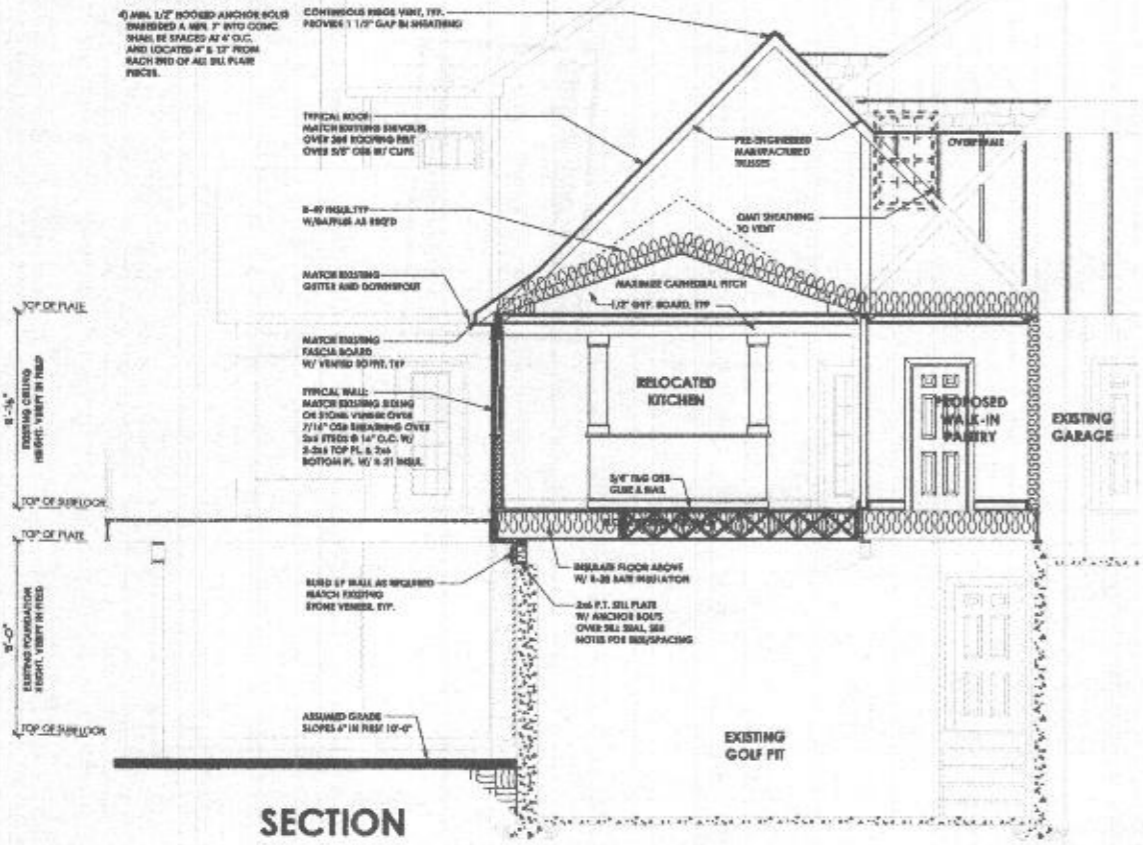 4) MIN. 1/2" HOOKED ANCHOR BOLTS
EMBEDDED A MIN. 7" INTO CONC.
SHALL BE SPACED AT 6' O.C.
AND LOCATED 4" & 12" FROM
EACH END OF ALL SILL PLATE
PIECES.
CONTINUOUS RIDGE VENT, TYP.
PROVIDE 1 1/2" GAP IN SHEATHING
TYPICAL ROOF:
MATCH EXISTING SHINGLES
OVER 30# ROOFING FELT
OVER 5/8" OSB W/ CLIPS
PRE-ENGINEERED
MANUFACTURED
TRUSSES
OVERFRAME
R-49 INSUL. TYP
W/BAFFLES AS REQ'D
OMIT SHEATHING
TO VENT
MATCH EXISTING
GUTTER AND DOWNSPOUT
MAXIMIZE CATHEDRAL PITCH
1/2" GYP. BOARD, TYP
TOP OF PLATE
MATCH EXISTING
FASCIA BOARD
W/ VENTED SOFFIT, TYP
EXISTING CEILING
HEIGHT, VERIFY IN FIELD
TYPICAL WALL:
MATCH EXISTING SIDING
OR STONE VENEER OVER
7/16" OSB SHEATHING OVER
2x6 STUDS @ 16" O.C. W/
2-2x6 TOP PL. & 2x6
BOTTOM PL. W/ R-21 INSUL.
RELOCATED
KITCHEN
PROPOSED
WALK-IN
PANTRY
EXISTING
GARAGE
3/4" T&G OSB
GLUE & NAIL
TOP OF SUBFLOOR
TOP OF PLATE
INSULATE FLOOR ABOVE
W/ BATT INSULATION
BUILD UP WALL AS REQUIRED
MATCH EXISTING
STONE VENEER, TYP.
2x6 P.T. SILL PLATE
W/ ANCHOR BOLTS
OVER SILL SEAL, SEE
NOTES FOR SIZE/SPACING
EXISTING FOUNDATION
HEIGHT, VERIFY IN FIELD
TOP OF SUBFLOOR
ASSUMED GRADE
SLOPES 6" IN FIRST 10'-0"
EXISTING
GOLF PIT
SECTION